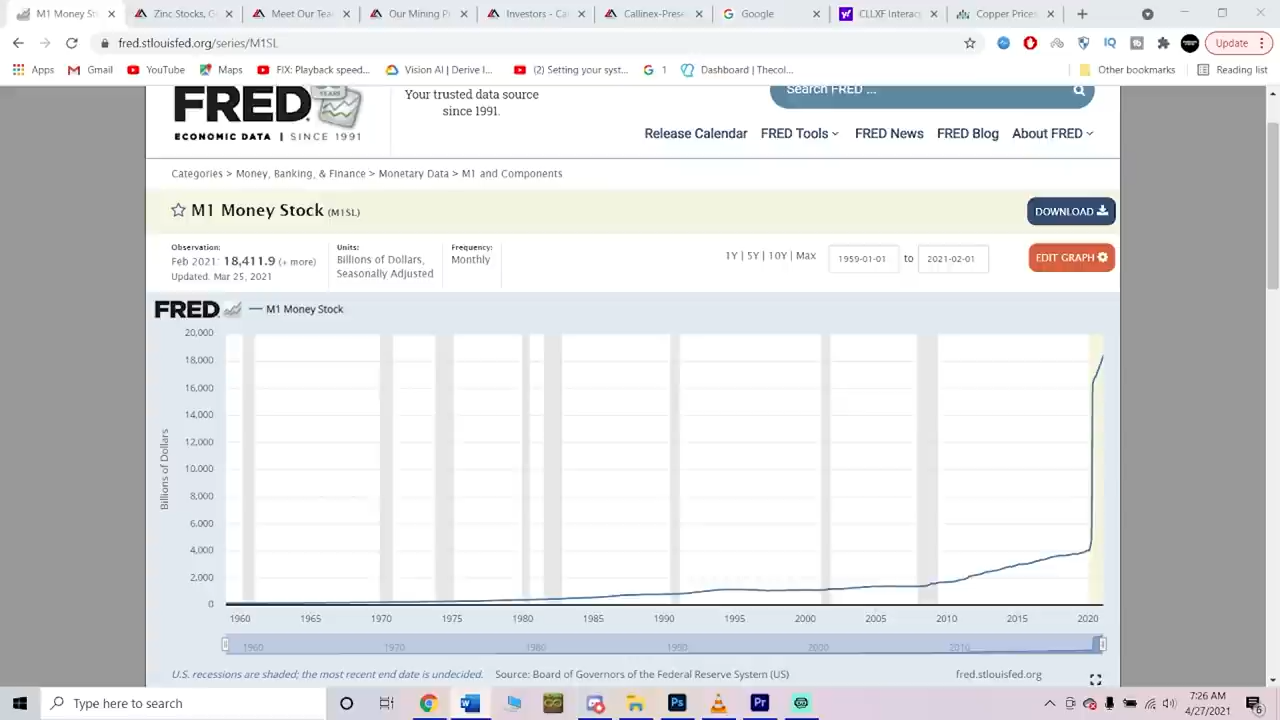 M1 Money St
Zinc Stocks, G
Meet Our Tea
Our Mining P
Investors - Ca
Callinex-Prese
Google
CLLXF Interac
Copper Prices
fred.stlouisfed.org/series/M1SL
Update
Apps
Gmail
YouTube
Maps
FIX: Playback speed...
Vision AI | Derive I...
(2) Setting your syst...
1
Dashboard | Thecol...
Other bookmarks
Reading list
FRED
YEARS
ECONOMIC DATA | SINCE 1991
Your trusted data source
since 1991.
Search FRED ...
Release Calendar
FRED Tools
FRED News
FRED Blog
About FRED
Categories > Money, Banking, & Finance > Monetary Data > M1 and Components
M1 Money Stock (M1SL)
DOWNLOAD
Observation:
Feb 2021: 18,411.9 (+ more)
Updated: Mar 25, 2021
Units:
Billions of Dollars,
Seasonally Adjusted
Frequency:
Monthly
1Y | 5Y | 10Y | Max
1959-01-01
to
2021-02-01
EDIT GRAPH
FRED
M1 Money Stock
20,000
18,000
16,000
14,000
12,000
10,000
8,000
6,000
4,000
2,000
0
Billions of Dollars
1960
1965
1970
1975
1980
1985
1990
1995
2000
2005
2010
2015
2020
1960
1970
1980
1990
2000
2010
U.S. recessions are shaded; the most recent end date is undecided.
Source: Board of Governors of the Federal Reserve System (US)
fred.stlouisfed.org
Type here to search
7:26 AM
4/27/2021
6